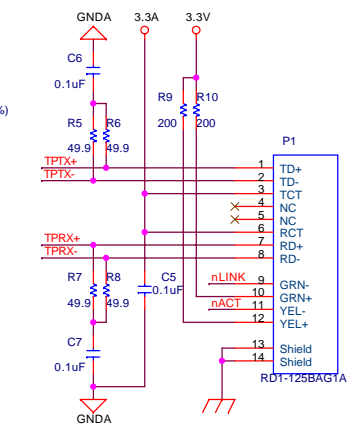 GNDA 3.3A 3.3V
C6
0.1uF
%)
R9 R10
R5 R6
200 200
49.9 49.9
P1
TPTX+ 1 TD+
TPTX- 2 TD-
3 TCT
4 NC
5 NC
6 RCT
TPRX+ 7 RD+
TPRX- 8 RD-
R7 R8 C5
nLINK 9 GRN-
49.9 49.9 0.1uF
10 GRN+
nACT 11 YEL-
12 YEL+
C7
0.1uF
13 Shield
14 Shield
RD1-125BAG1A
GNDA